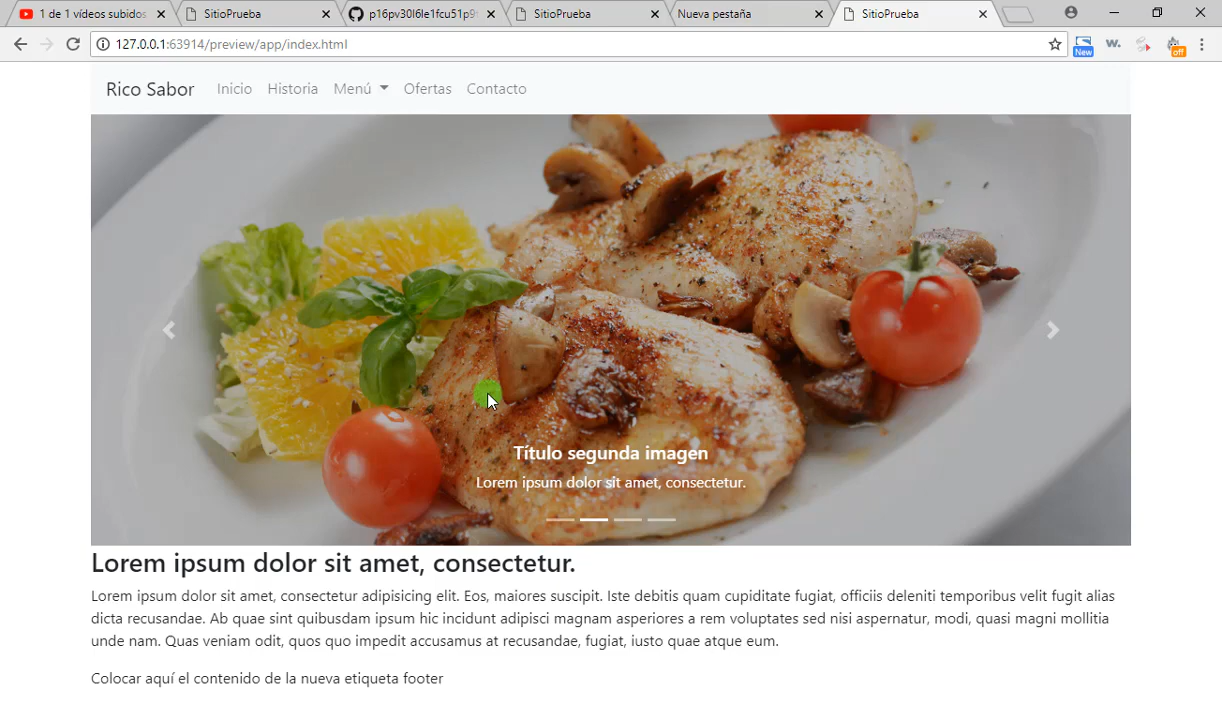 1 de 1 vídeos subidos
SitioPrueba
SitioPrueba
Nueva pestaña
SitioPrueba
127.0.0.1:63914/preview/app/index.html
New
w.
off
Rico Sabor Inicio Historia Menú Ofertas Contacto
Título segunda imagen
Lorem ipsum dolor sit amet, consectetur.
Lorem ipsum dolor sit amet, consectetur.
Lorem ipsum dolor sit amet, consectetur adipisicing elit. Eos, maiores suscipit. Iste debitis quam cupiditate fugiat, officiis deleniti temporibus velit fugit alias
dicta recusandae. Ab quae sint quibusdam ipsum hic incidunt adipisci magnam asperiores a rem voluptates sed nisi aspernatur, modi, quasi magni mollitia
unde nam. Quas veniam odit, quos quo impedit accusamus at recusandae, fugiat, iusto quae atque eum.
Colocar aquí el contenido de la nueva etiqueta footer